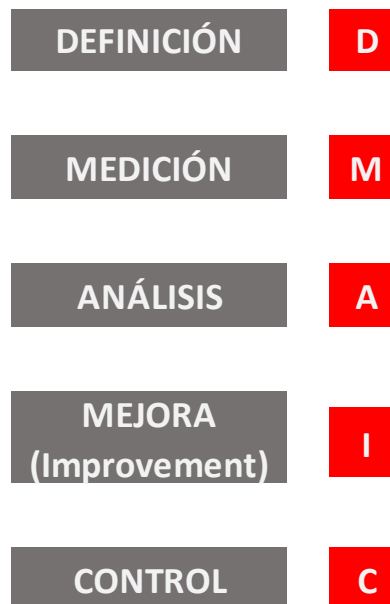 DEFINICIÓN D
MEDICIÓN M
ANÁLISIS A
MEJORA
(Improvement) I
CONTROL C